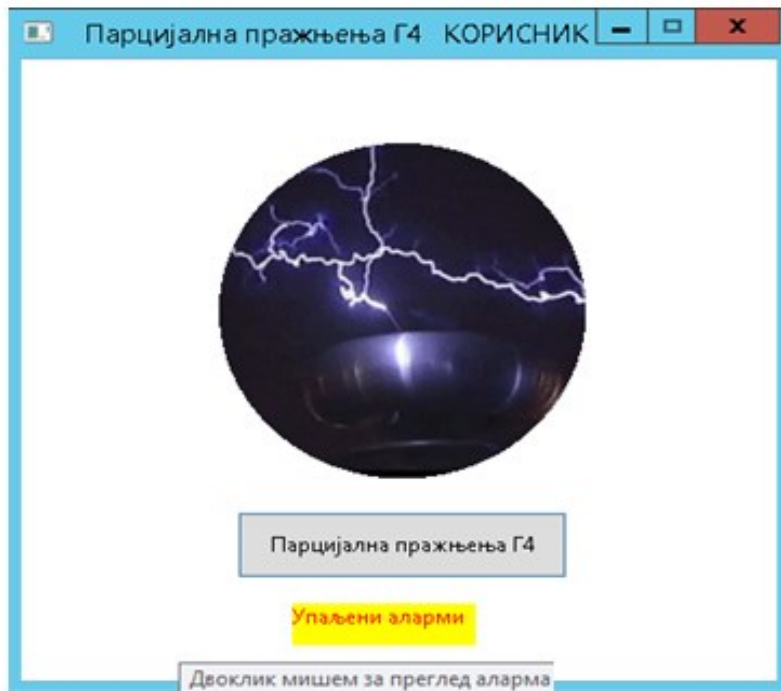 Парцијална пражњења Г4 КОРИСНИК
Парцијална пражњења Г4
Упаљени аларми
Двоклик мишем за преглед аларма